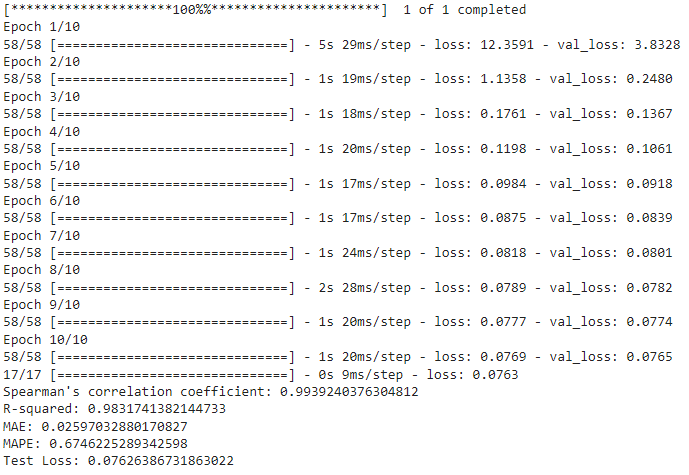 [*********************100%%**********************]  1 of 1 completed
Epoch 1/10
58/58 [==============================] - 5s 29ms/step - loss: 12.3591 - val_loss: 3.8328
Epoch 2/10
58/58 [==============================] - 1s 19ms/step - loss: 1.1358 - val_loss: 0.2480
Epoch 3/10
58/58 [==============================] - 1s 18ms/step - loss: 0.1761 - val_loss: 0.1367
Epoch 4/10
58/58 [==============================] - 1s 20ms/step - loss: 0.1198 - val_loss: 0.1061
Epoch 5/10
58/58 [==============================] - 1s 17ms/step - loss: 0.0984 - val_loss: 0.0918
Epoch 6/10
58/58 [==============================] - 1s 17ms/step - loss: 0.0875 - val_loss: 0.0839
Epoch 7/10
58/58 [==============================] - 1s 24ms/step - loss: 0.0818 - val_loss: 0.0801
Epoch 8/10
58/58 [==============================] - 2s 28ms/step - loss: 0.0789 - val_loss: 0.0782
Epoch 9/10
58/58 [==============================] - 1s 20ms/step - loss: 0.0777 - val_loss: 0.0774
Epoch 10/10
58/58 [==============================] - 1s 20ms/step - loss: 0.0769 - val_loss: 0.0765
17/17 [==============================] - 0s 9ms/step - loss: 0.0763
Spearman's correlation coefficient: 0.9939240376304812
R-squared: 0.9831741382144733
MAE: 0.02597032880170827
MAPE: 0.6746225289342598
Test Loss: 0.07626386731863022